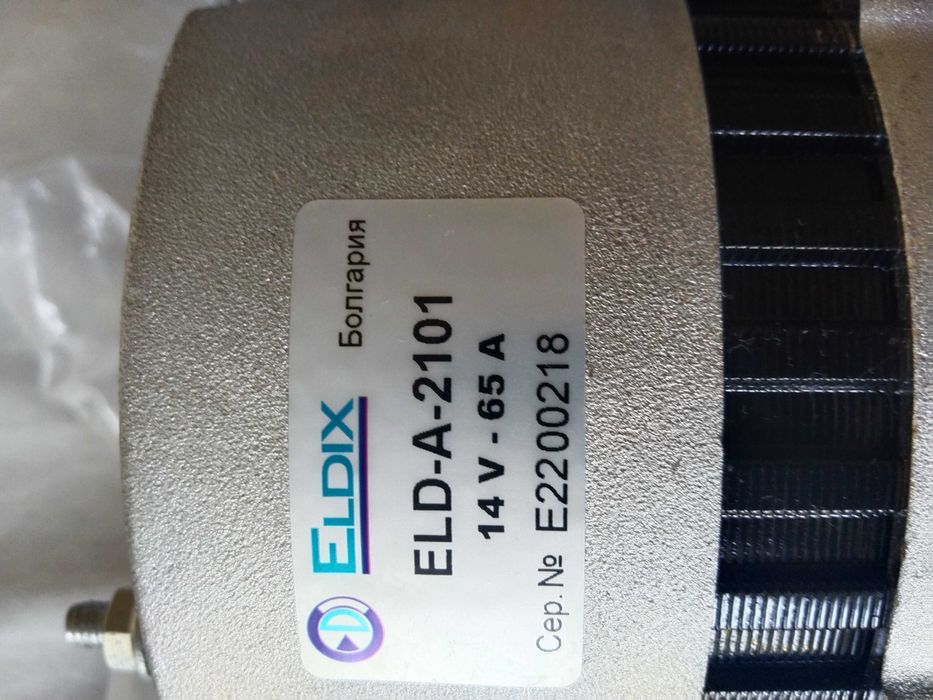 ELDIX Болгария
ELD-A-2101
14 V - 65 A
Сер. № E2200218